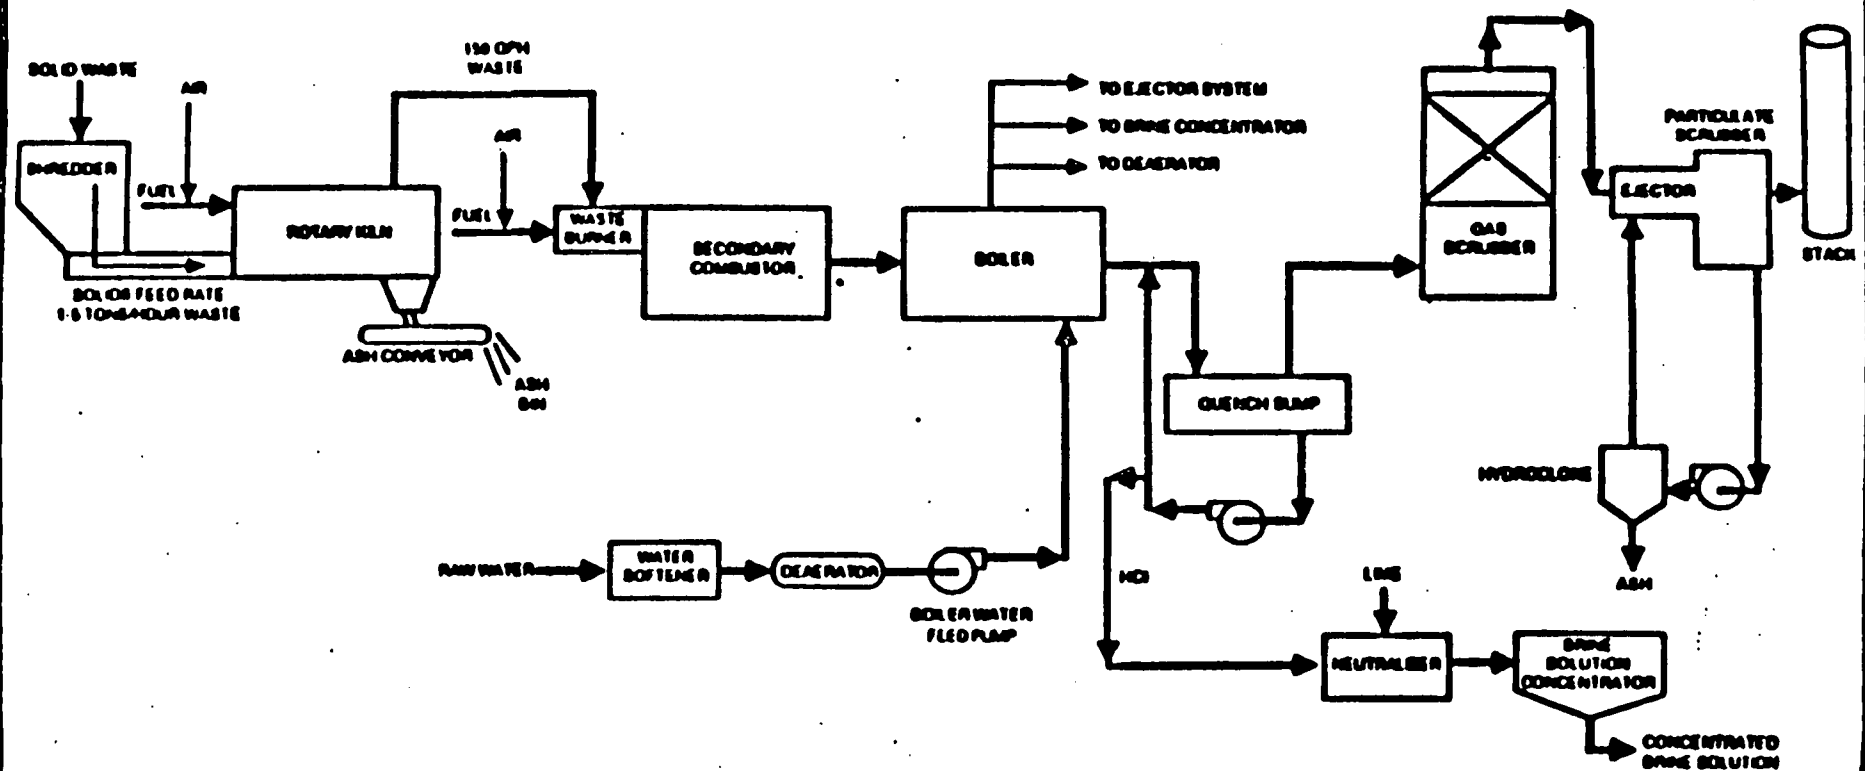 SOLID WASTE
AIR
SHREDDER
FUEL
ROTARY KILN
SOLIDS FEED RATE
1-5 TONS/HOUR WASTE
ASH CONVEYOR
ASH
BIN
150 GPH
WASTE
AIR
FUEL
WASTE
BURNER
SECONDARY
COMBUSTOR
BOILER
TO EJECTOR SYSTEM
TO BRINE CONCENTRATOR
TO DEAERATOR
QUENCH SUMP
GAS
SCRUBBER
PARTICULATE
SCRUBBER
EJECTOR
STACK
HYDROCLONE
ASH
RAW WATER
WATER
SOFTENER
DEAERATOR
BOILER WATER
FEED PUMP
HCl
LIME
NEUTRALIZER
BRINE
SOLUTION
CONCENTRATOR
CONCENTRATED
BRINE SOLUTION